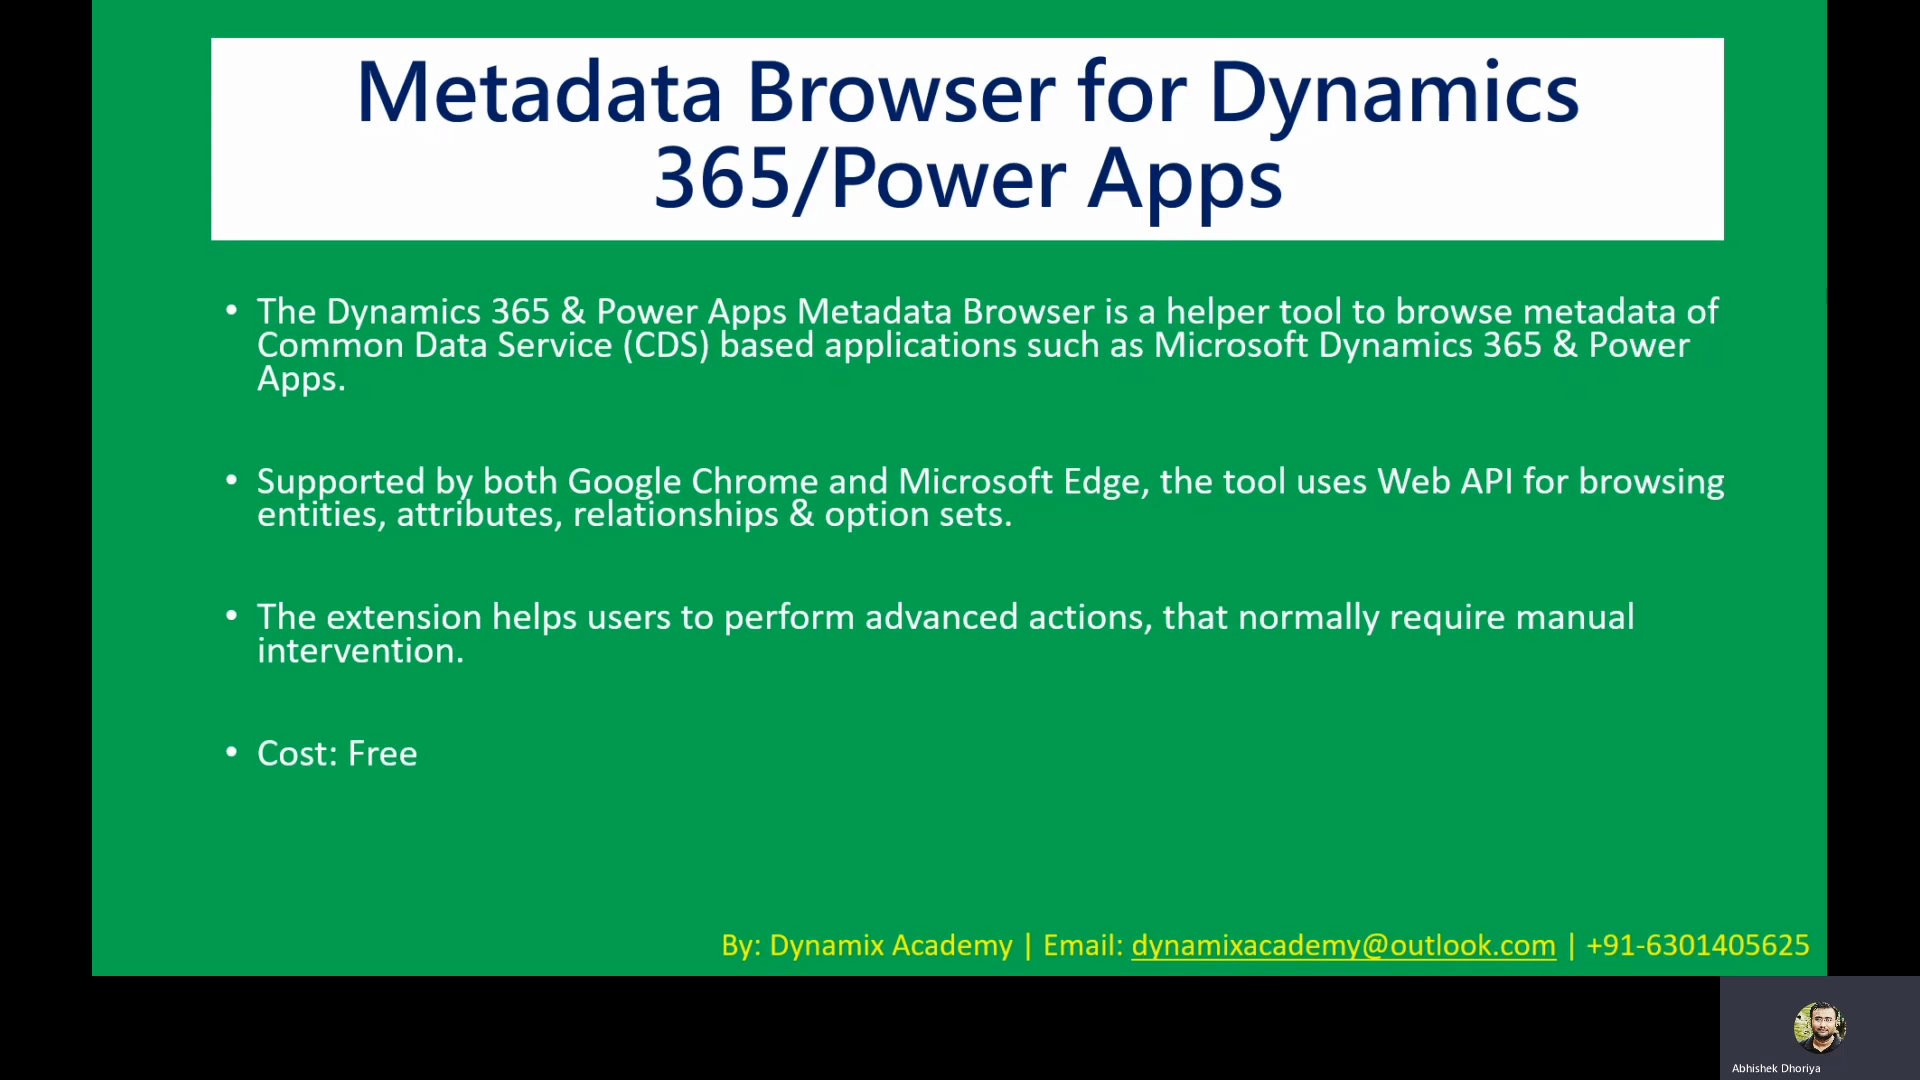 Metadata Browser for Dynamics
365/Power Apps
• The Dynamics 365 & Power Apps Metadata Browser is a helper tool to browse metadata of
Common Data Service (CDS) based applications such as Microsoft Dynamics 365 & Power
Apps.
• Supported by both Google Chrome and Microsoft Edge, the tool uses Web API for browsing
entities, attributes, relationships & option sets.
• The extension helps users to perform advanced actions, that normally require manual
intervention.
• Cost: Free
By: Dynamix Academy | Email: dynamixacademy@outlook.com | +91-6301405625
Abhishek Dhoriya